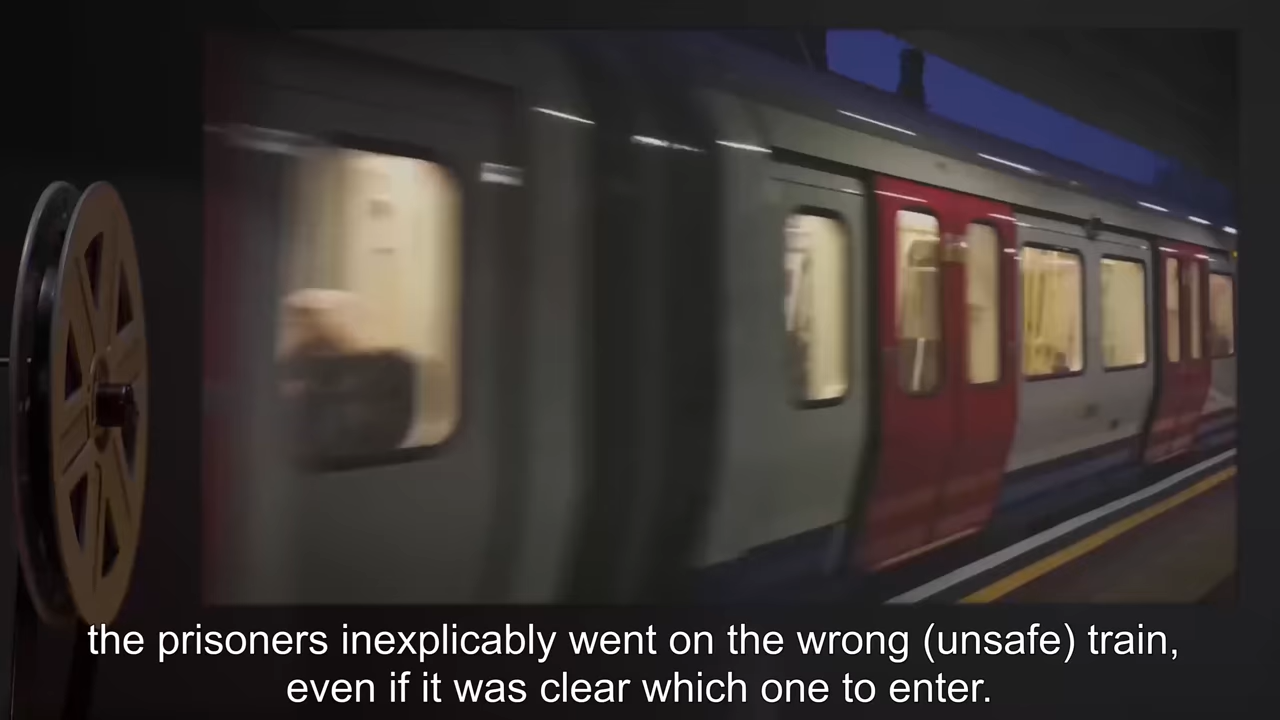 the prisoners inexplicably went on the wrong (unsafe) train,
even if it was clear which one to enter.